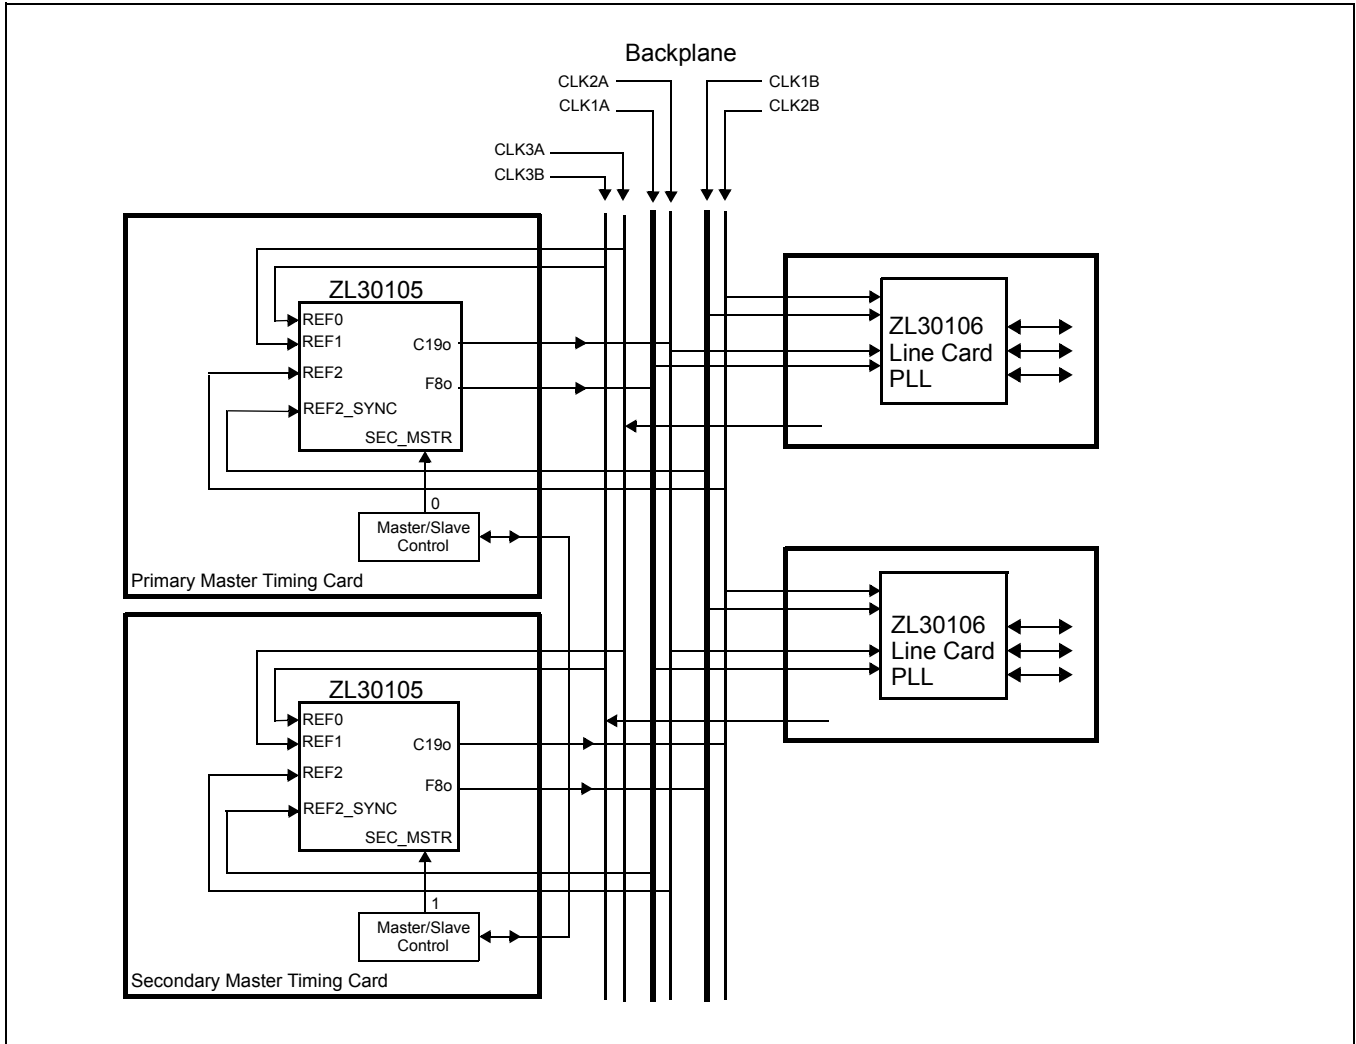 Backplane
CLK2A
CLK1A
CLK1B
CLK2B
CLK3A
CLK3B
ZL30105
REF0
REF1
REF2
REF2_SYNC
C19o
F8o
SEC_MSTR
0
Master/Slave
Control
Primary Master Timing Card
ZL30106
Line Card
PLL
ZL30105
REF0
REF1
REF2
REF2_SYNC
C19o
F8o
SEC_MSTR
1
Master/Slave
Control
Secondary Master Timing Card
ZL30106
Line Card
PLL